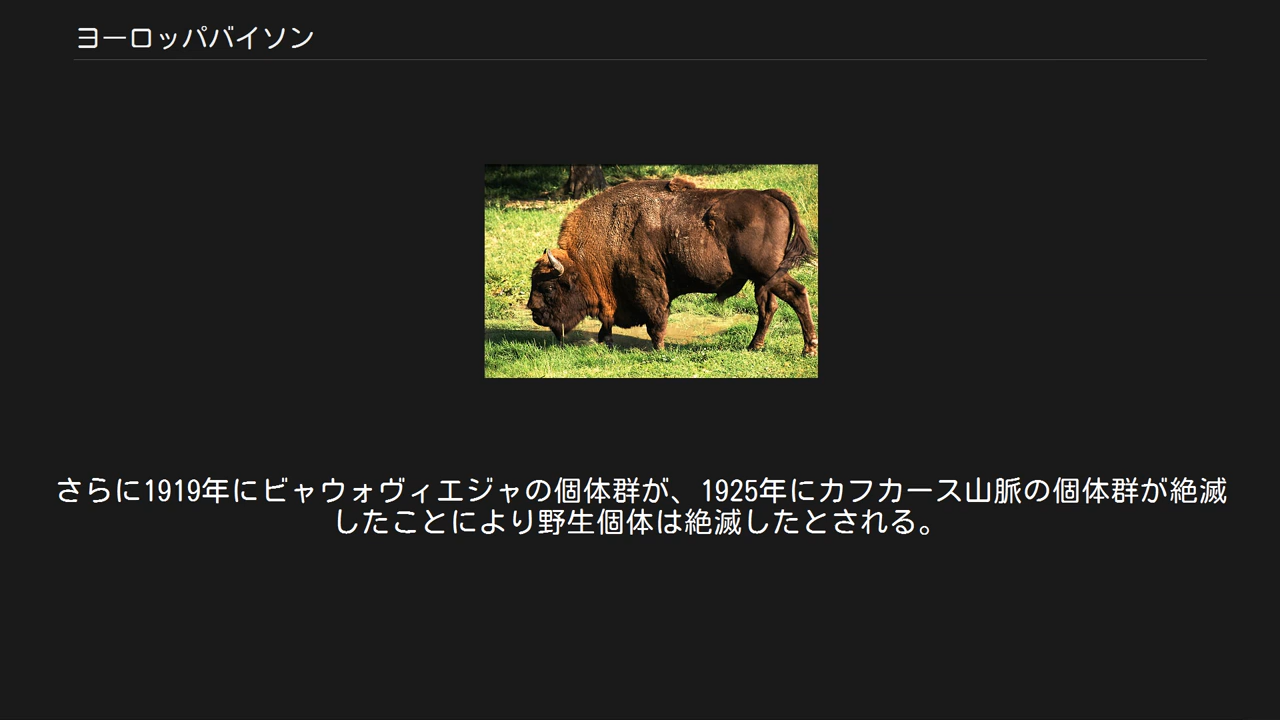 ヨーロッパバイソン
さらに1919年にビャウォヴィエジャの個体群が、1925年にカフカース山脈の個体群が絶滅
したことにより野生個体は絶滅したとされる。